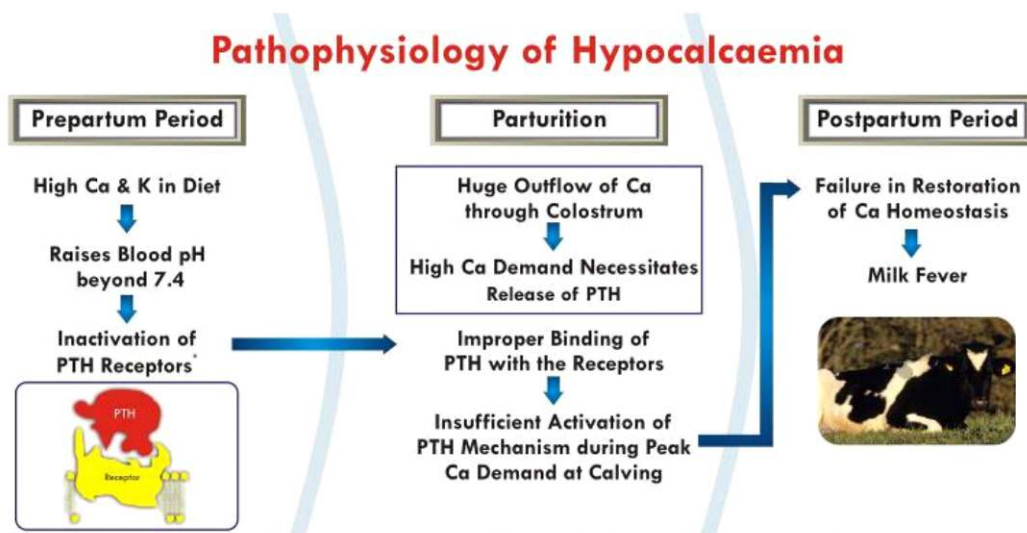 Pathophysiology of Hypocalcaemia
Prepartum Period
High Ca & K in Diet
Raises Blood pH
beyond 7.4
Inactivation of
PTH Receptors*
PTH
Receptor
Parturition
Huge Outflow of Ca
through Colostrum
High Ca Demand Necessitates
Release of PTH
Improper Binding of
PTH with the Receptors
Insufficient Activation of
PTH Mechanism during Peak
Ca Demand at Calving
Postpartum Period
Failure in Restoration
of Ca Homeostasis
Milk Fever